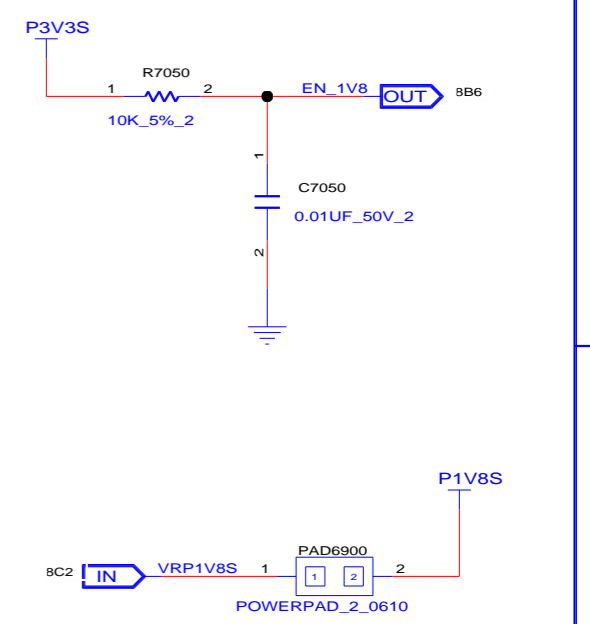 P3V3S
R7050
1 2 EN_1V8 OUT 8B6
10K_5%_2
1
C7050
0.01UF_50V_2
2
P1V8S
PAD6900
8C2 IN VRP1V8S 1 1 2 2
POWERPAD_2_0610